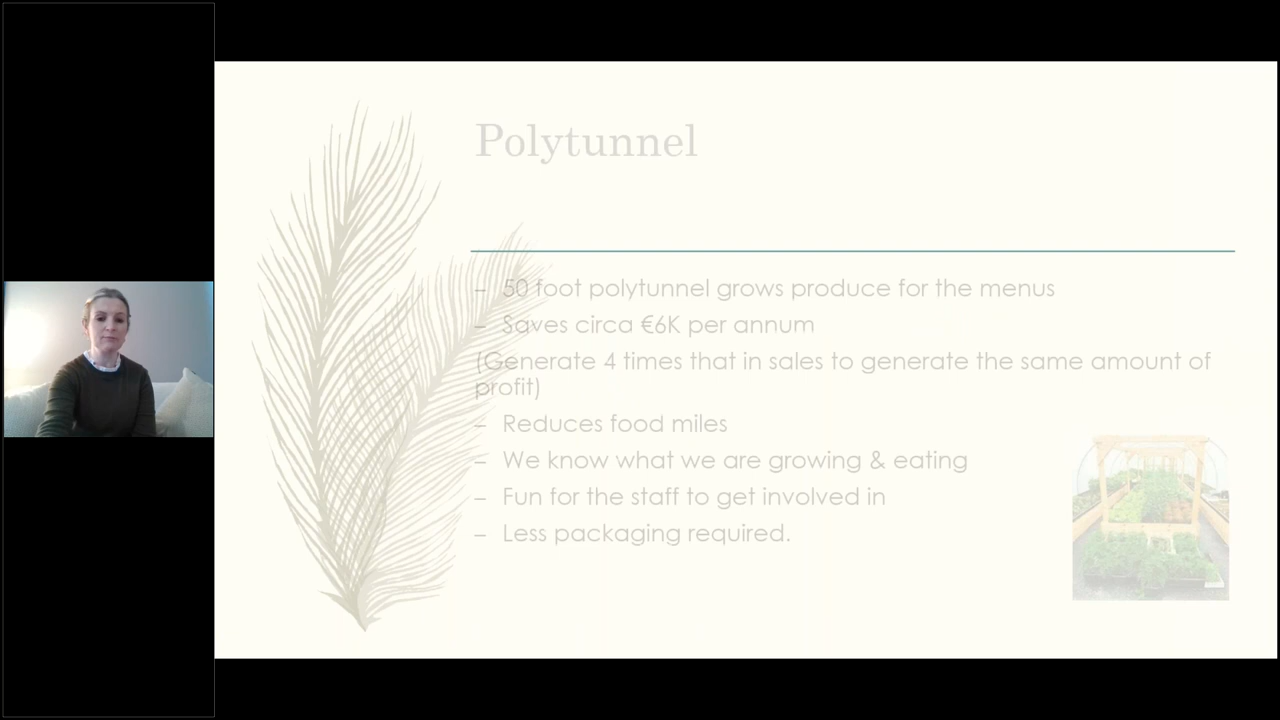 Polytunnel
– 50 foot polytunnel grows produce for the menus
– Saves circa €6K per annum
(Generate 4 times that in sales to generate the same amount of
profit)
– Reduces food miles
– We know what we are growing & eating
– Fun for the staff to get involved in
– Less packaging required.